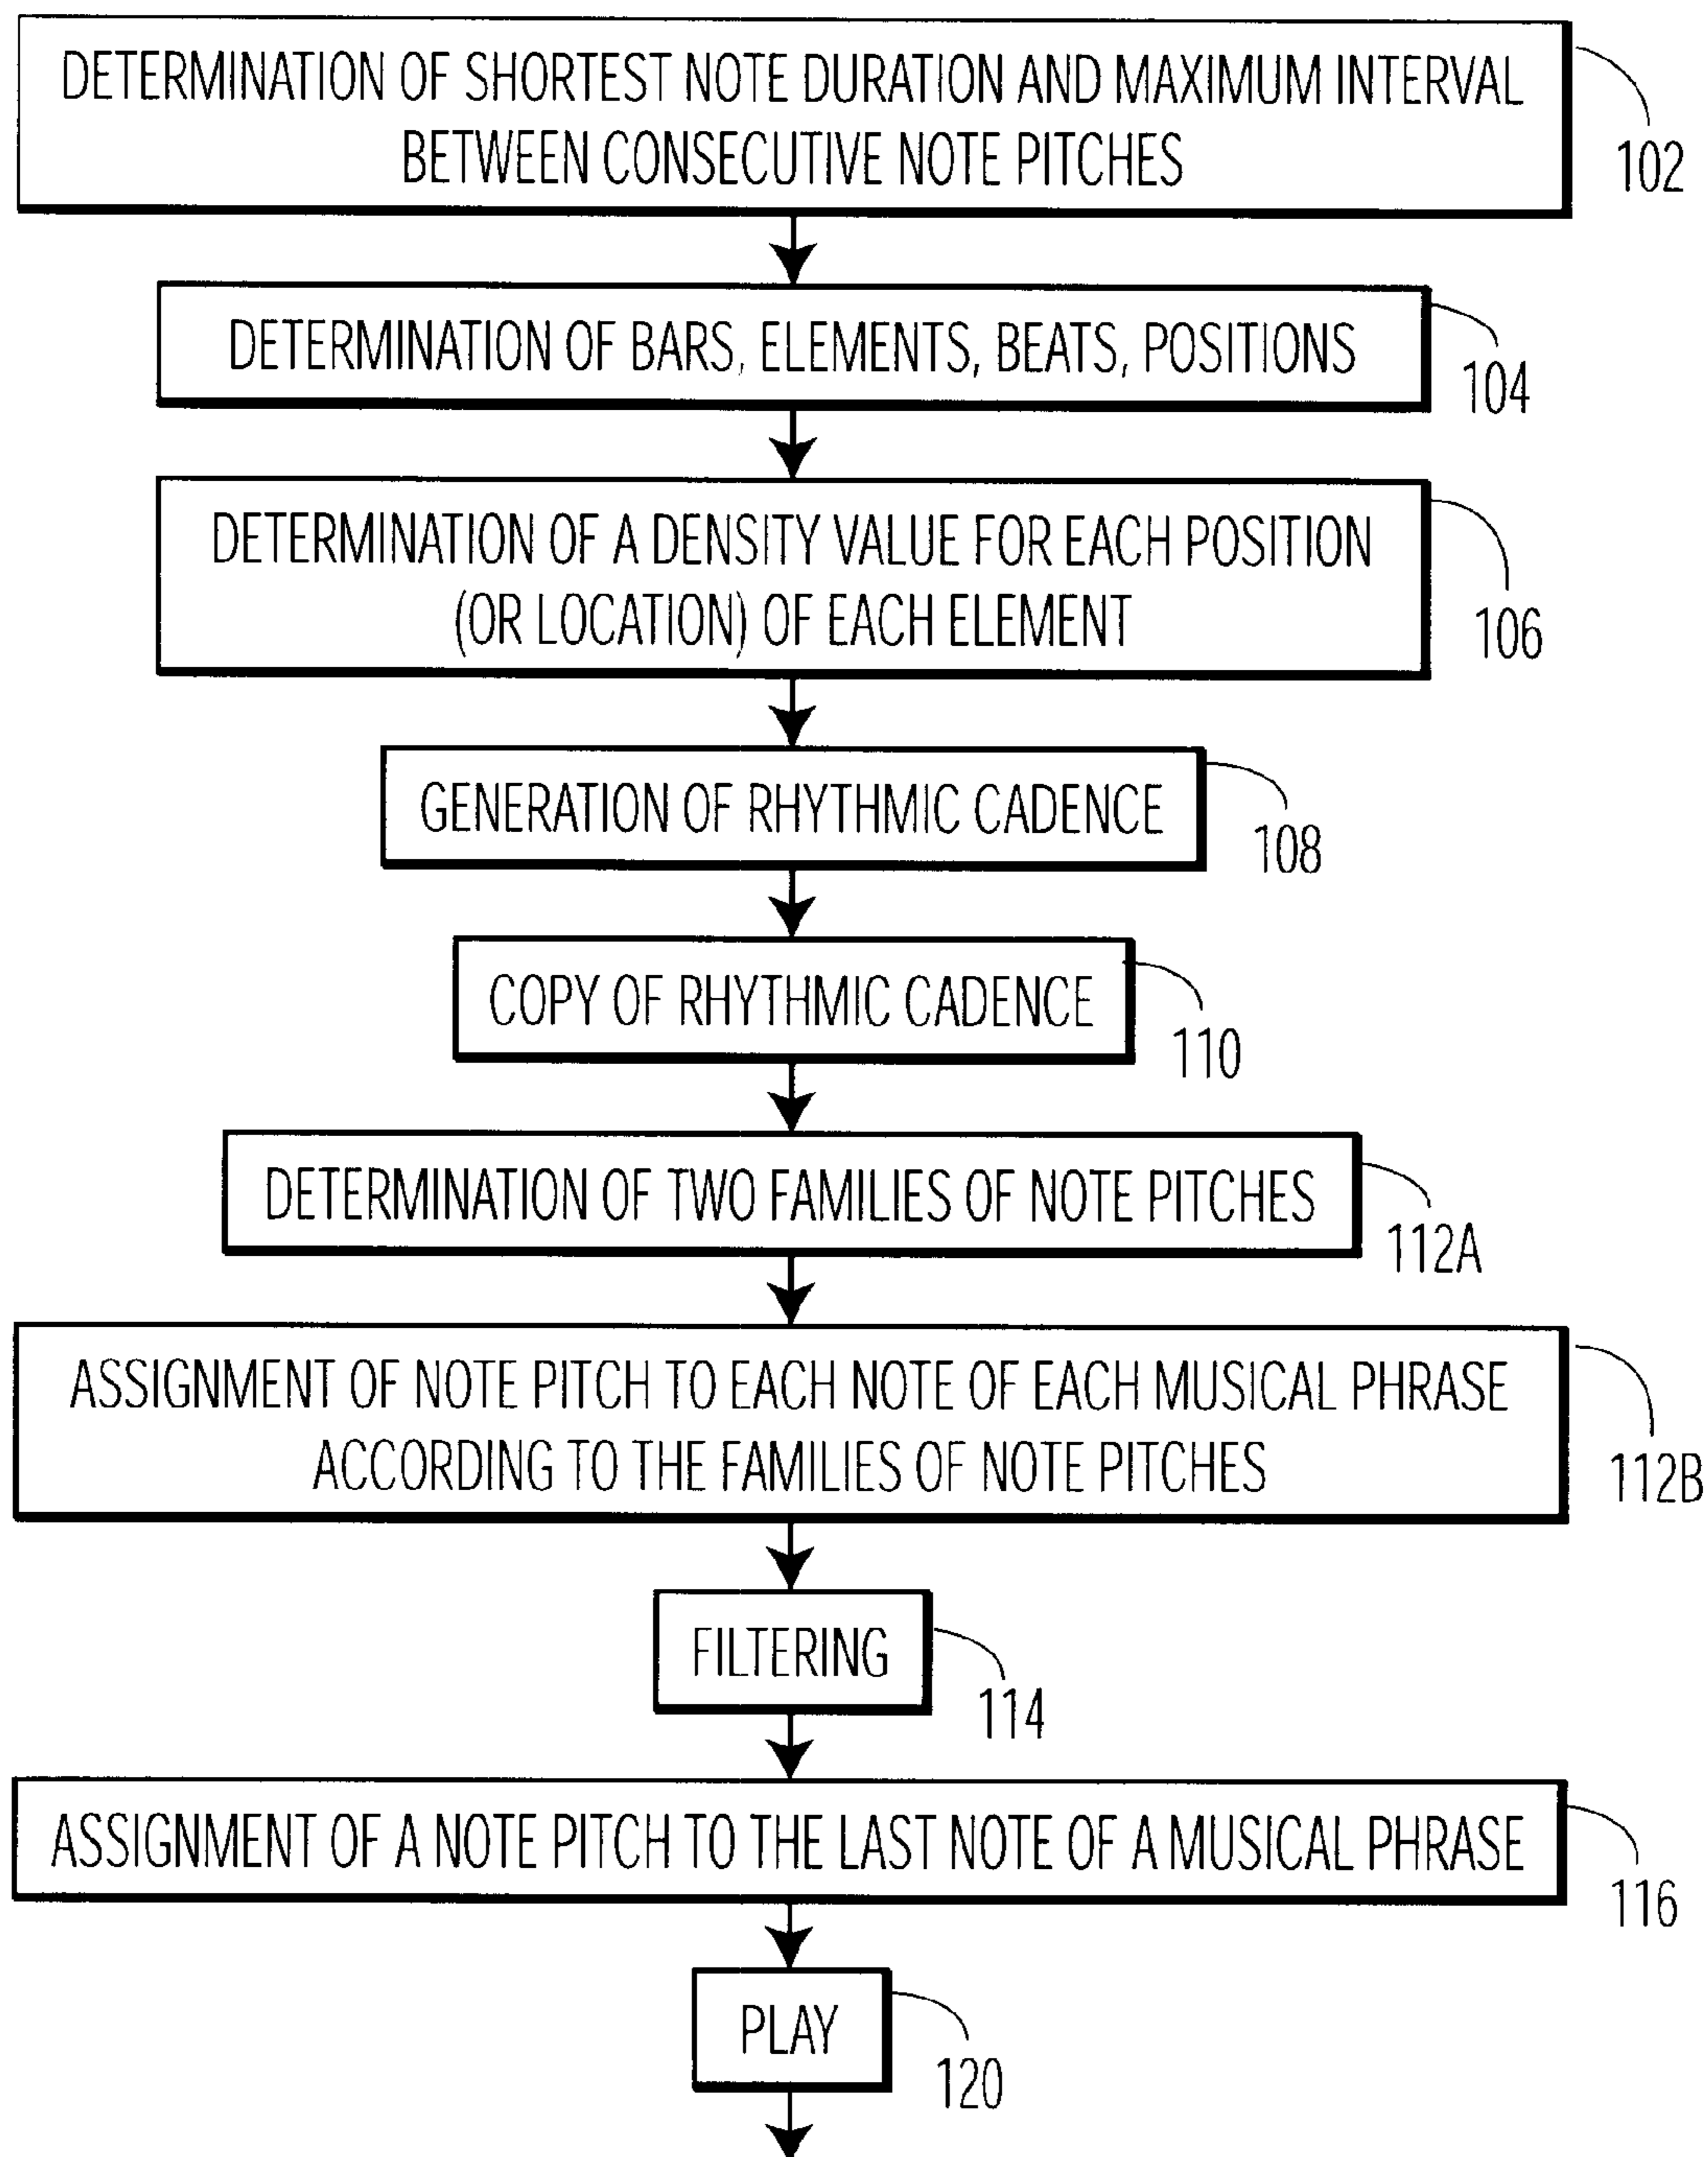 DETERMINATION OF SHORTEST NOTE DURATION AND MAXIMUM INTERVAL
BETWEEN CONSECUTIVE NOTE PITCHES
102
DETERMINATION OF BARS, ELEMENTS, BEATS, POSITIONS
104
DETERMINATION OF A DENSITY VALUE FOR EACH POSITION
(OR LOCATION) OF EACH ELEMENT
106
GENERATION OF RHYTHMIC CADENCE
108
COPY OF RHYTHMIC CADENCE
110
DETERMINATION OF TWO FAMILIES OF NOTE PITCHES
112A
ASSIGNMENT OF NOTE PITCH TO EACH NOTE OF EACH MUSICAL PHRASE
ACCORDING TO THE FAMILIES OF NOTE PITCHES
112B
FILTERING
114
ASSIGNMENT OF A NOTE PITCH TO THE LAST NOTE OF A MUSICAL PHRASE
116
PLAY
120